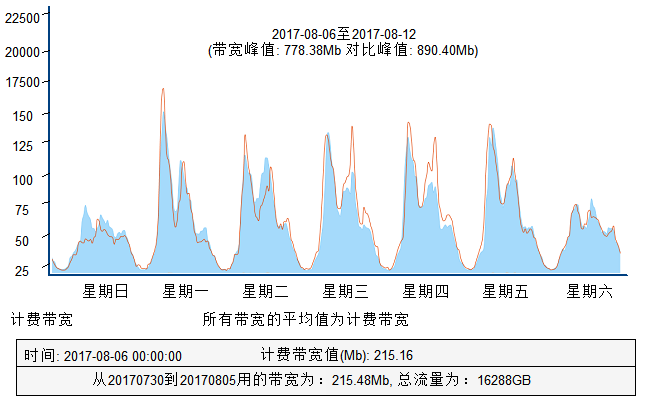 2017-08-06至2017-08-12
(带宽峰值: 778.38Mb 对比峰值: 890.40Mb)
22500
20000
17500
150
125
100
75
50
25
星期日 星期一 星期二 星期三 星期四 星期五 星期六
计费带宽 所有带宽的平均值为计费带宽
时间: 2017-08-06 00:00:00 计费带宽值(Mb): 215.16
从20170730到20170805用的带宽为：215.48Mb, 总流量为：16288GB